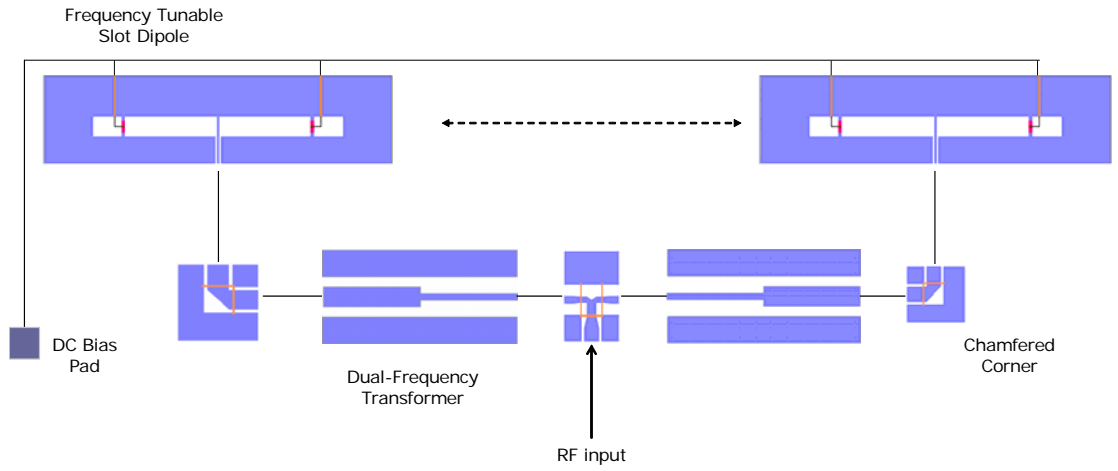 Frequency Tunable
Slot Dipole
DC Bias
Pad
Dual-Frequency
Transformer
Chamfered
Corner
RF input